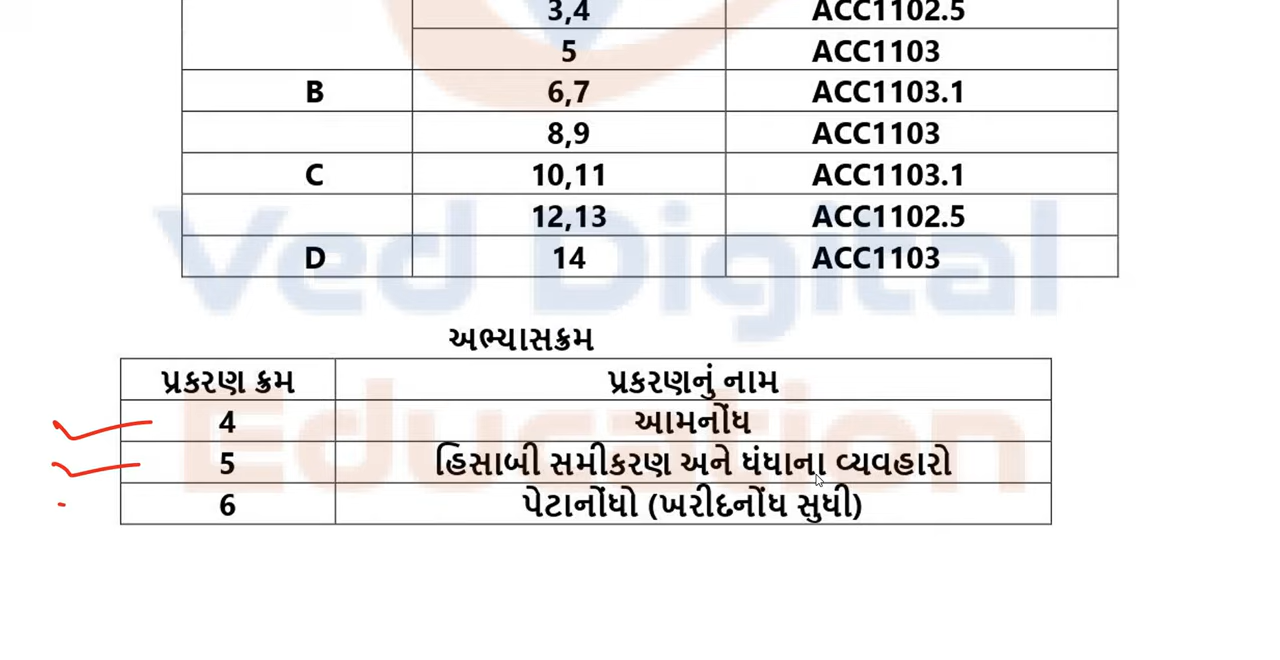 3,4 ACC1102.5
5 ACC1103
B 6,7 ACC1103.1
8,9 ACC1103
C 10,11 ACC1103.1
12,13 ACC1102.5
D 14 ACC1103
Ved Digital
Education
અભ્યાસક્રમ
પ્રકરણ ક્રમ પ્રકરણનું નામ
4 આમનોંધ
5 હિસાબી સમીકરણ અને ધંધાના વ્યવહારો
6 પેટાનોંધો (ખરીદનોંધ સુધી)